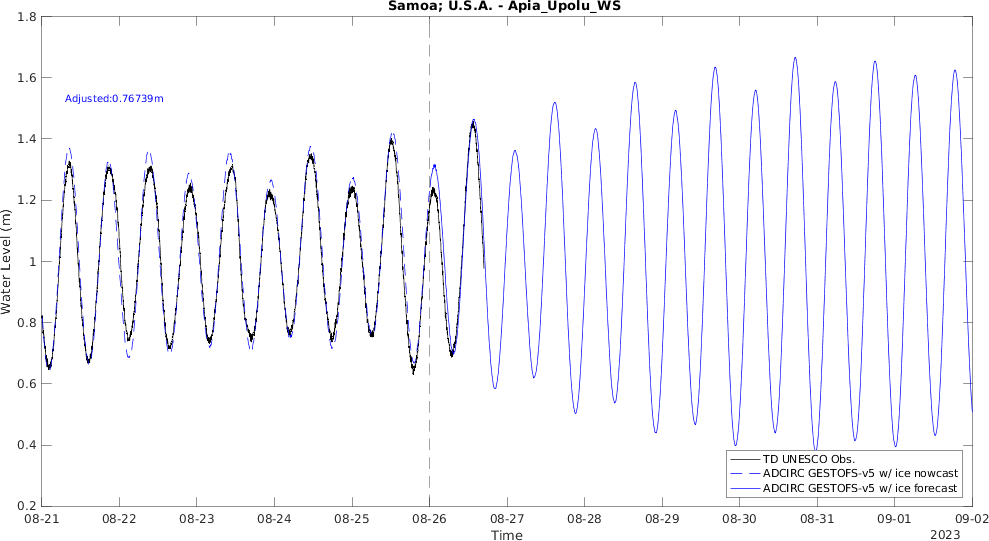 Samoa; U.S.A. - Apia_Upolu_WS
1.8
1.6
1.4
1.2
1
0.8
0.6
0.4
0.2
Water Level (m)
Adjusted:0.76739m
TD UNESCO Obs.
ADCIRC GESTOFS-v5 w/ ice nowcast
ADCIRC GESTOFS-v5 w/ ice forecast
08-21 08-22 08-23 08-24 08-25 08-26 08-27 08-28 08-29 08-30 08-31 09-01 09-02
Time
2023